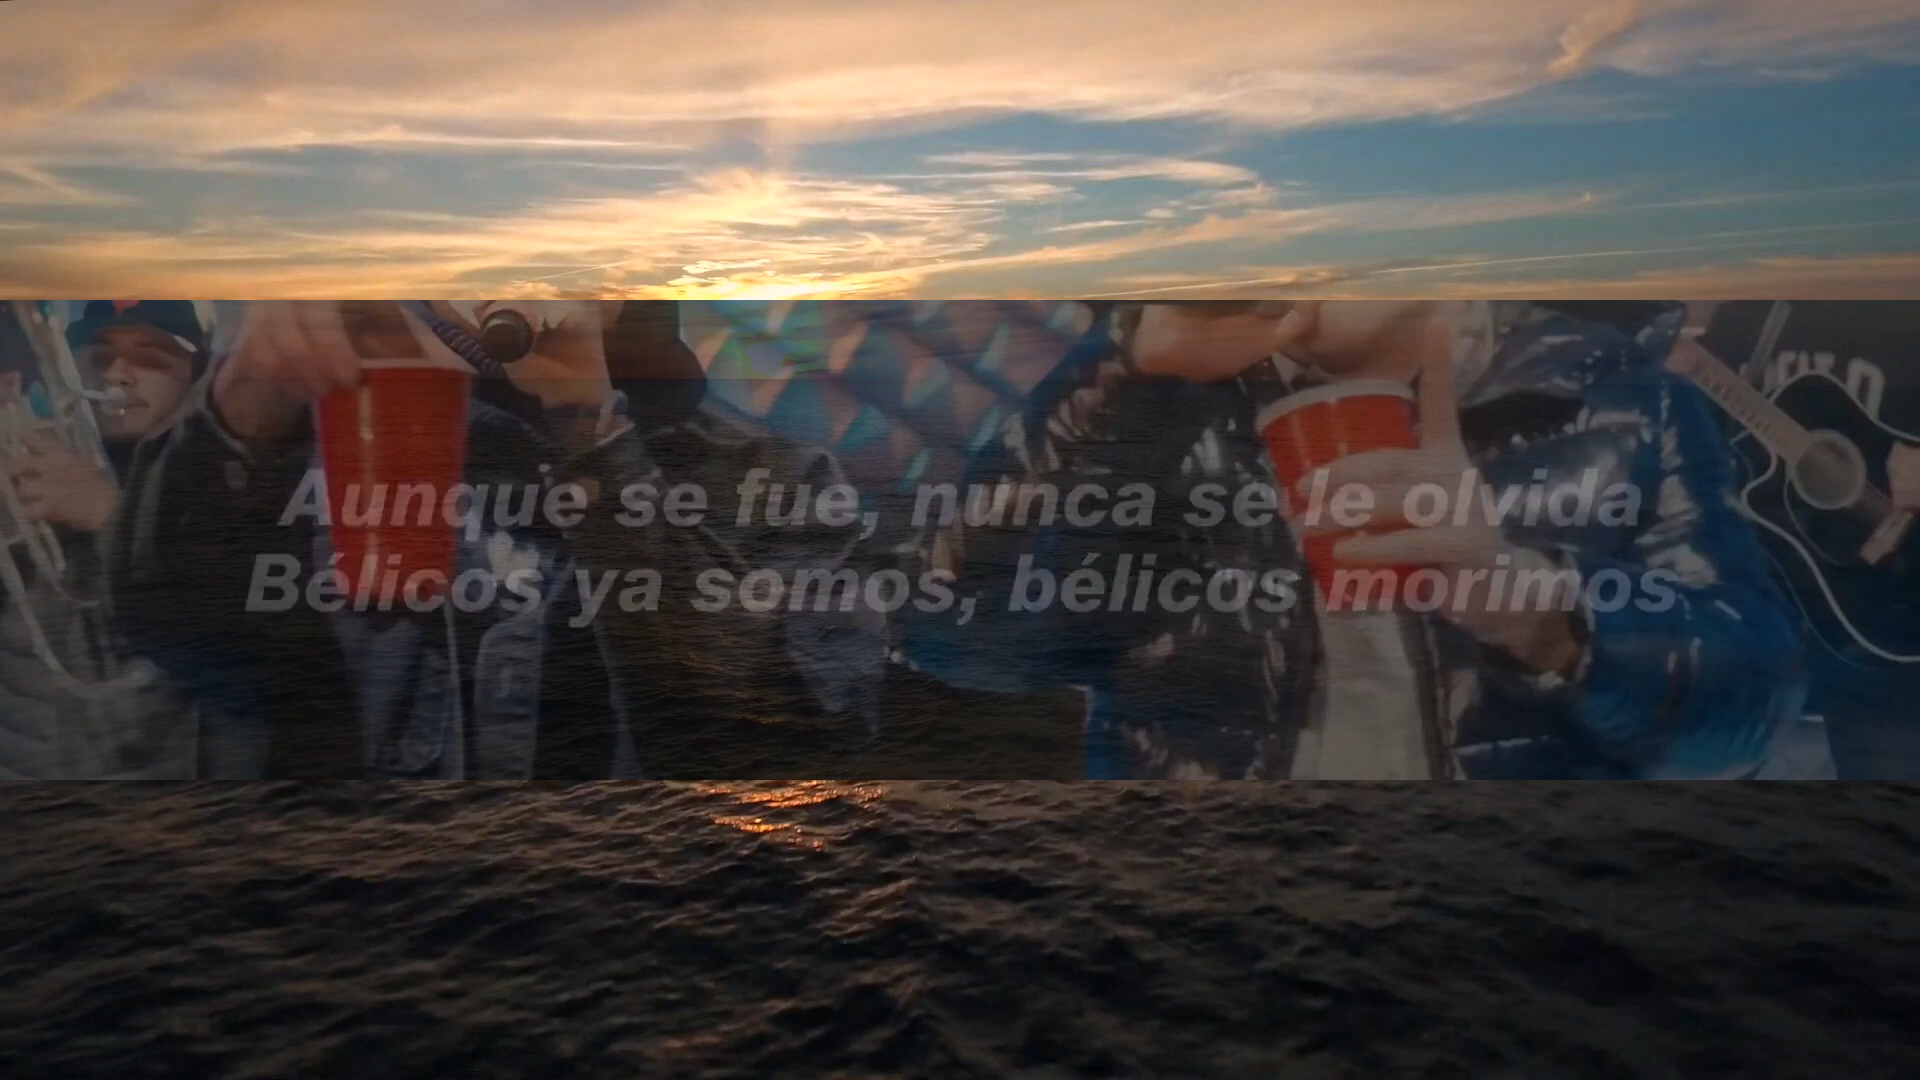 Aunque se fue, nunca se le olvida
Bélicos ya somos, bélicos morimos